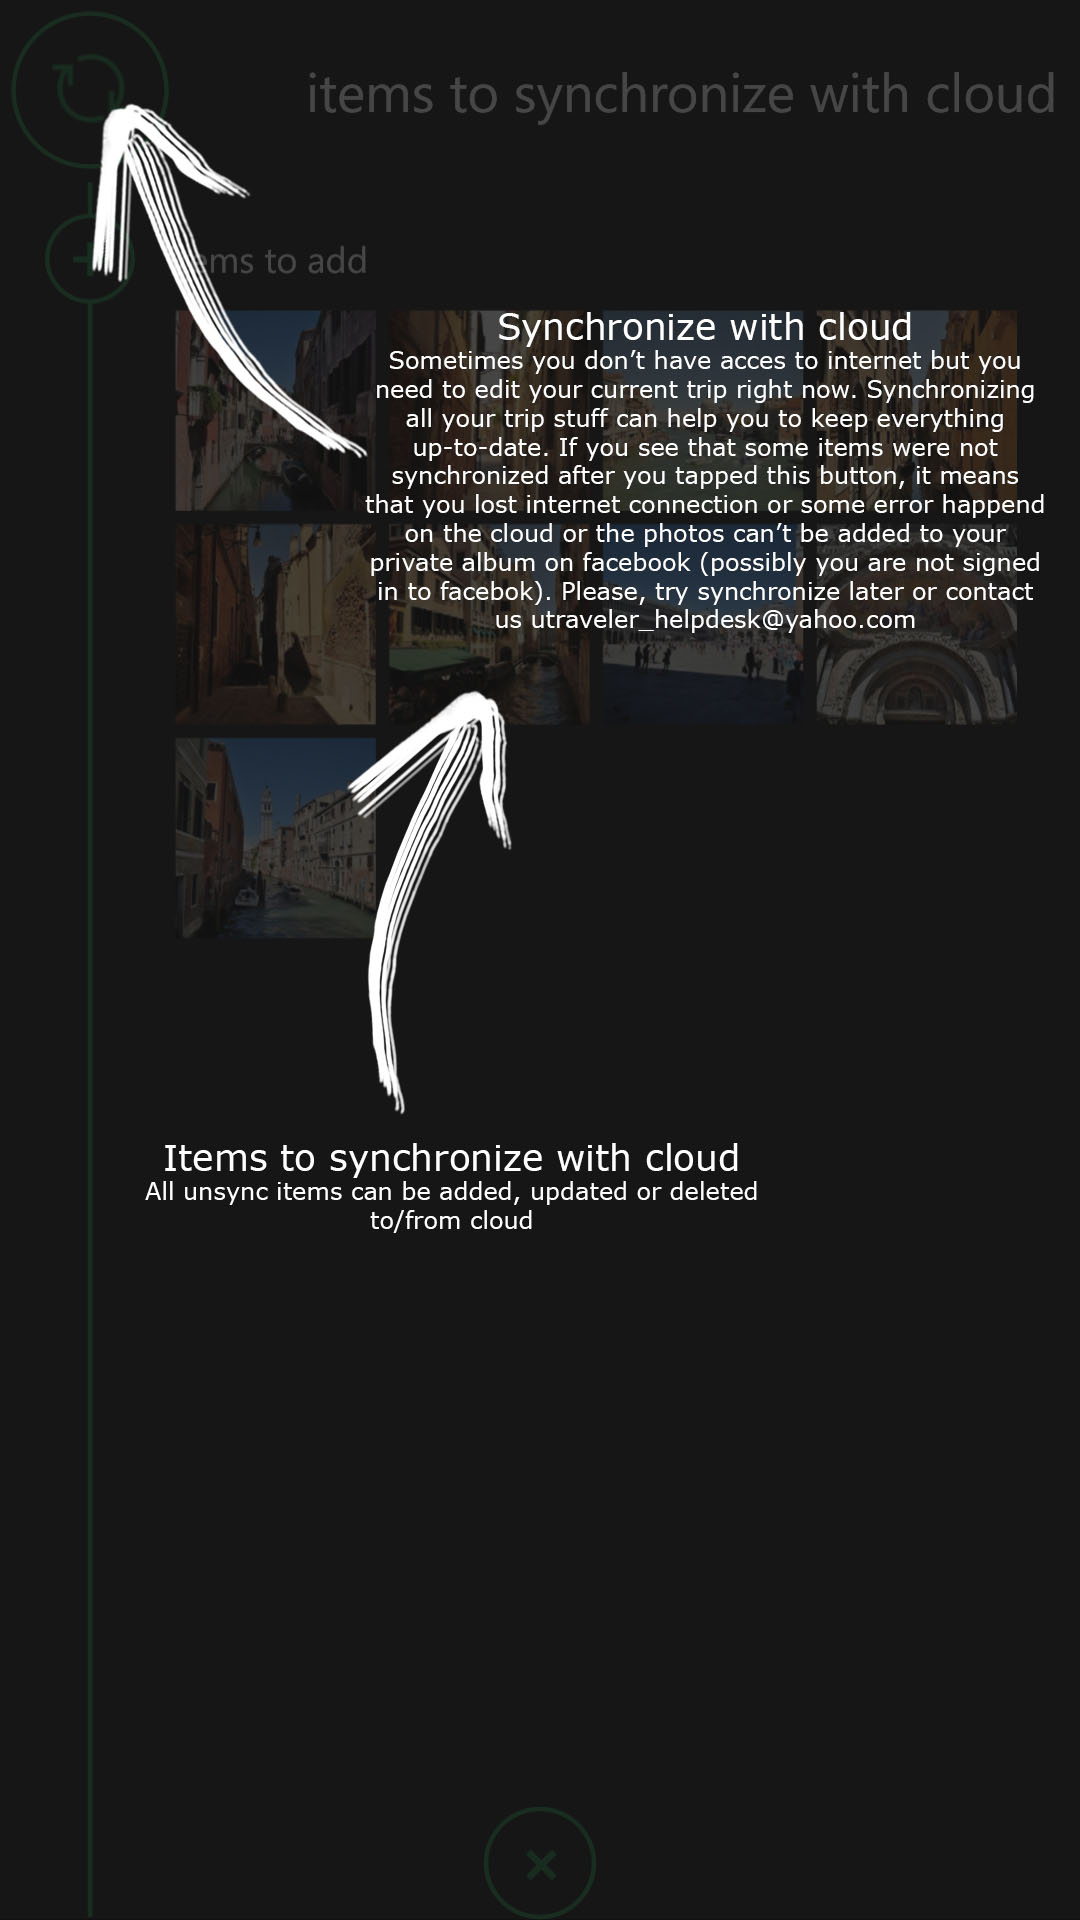 items to synchronize with cloud
ems to add
Synchronize with cloud
Sometimes you don’t have acces to internet but you
need to edit your current trip right now. Synchronizing
all your trip stuff can help you to keep everything
up-to-date. If you see that some items were not
synchronized after you tapped this button, it means
that you lost internet connection or some error happend
on the cloud or the photos can’t be added to your
private album on facebook (possibly you are not signed
in to facebok). Please, try synchronize later or contact
us utraveler_helpdesk@yahoo.com
Items to synchronize with cloud
All unsync items can be added, updated or deleted
to/from cloud